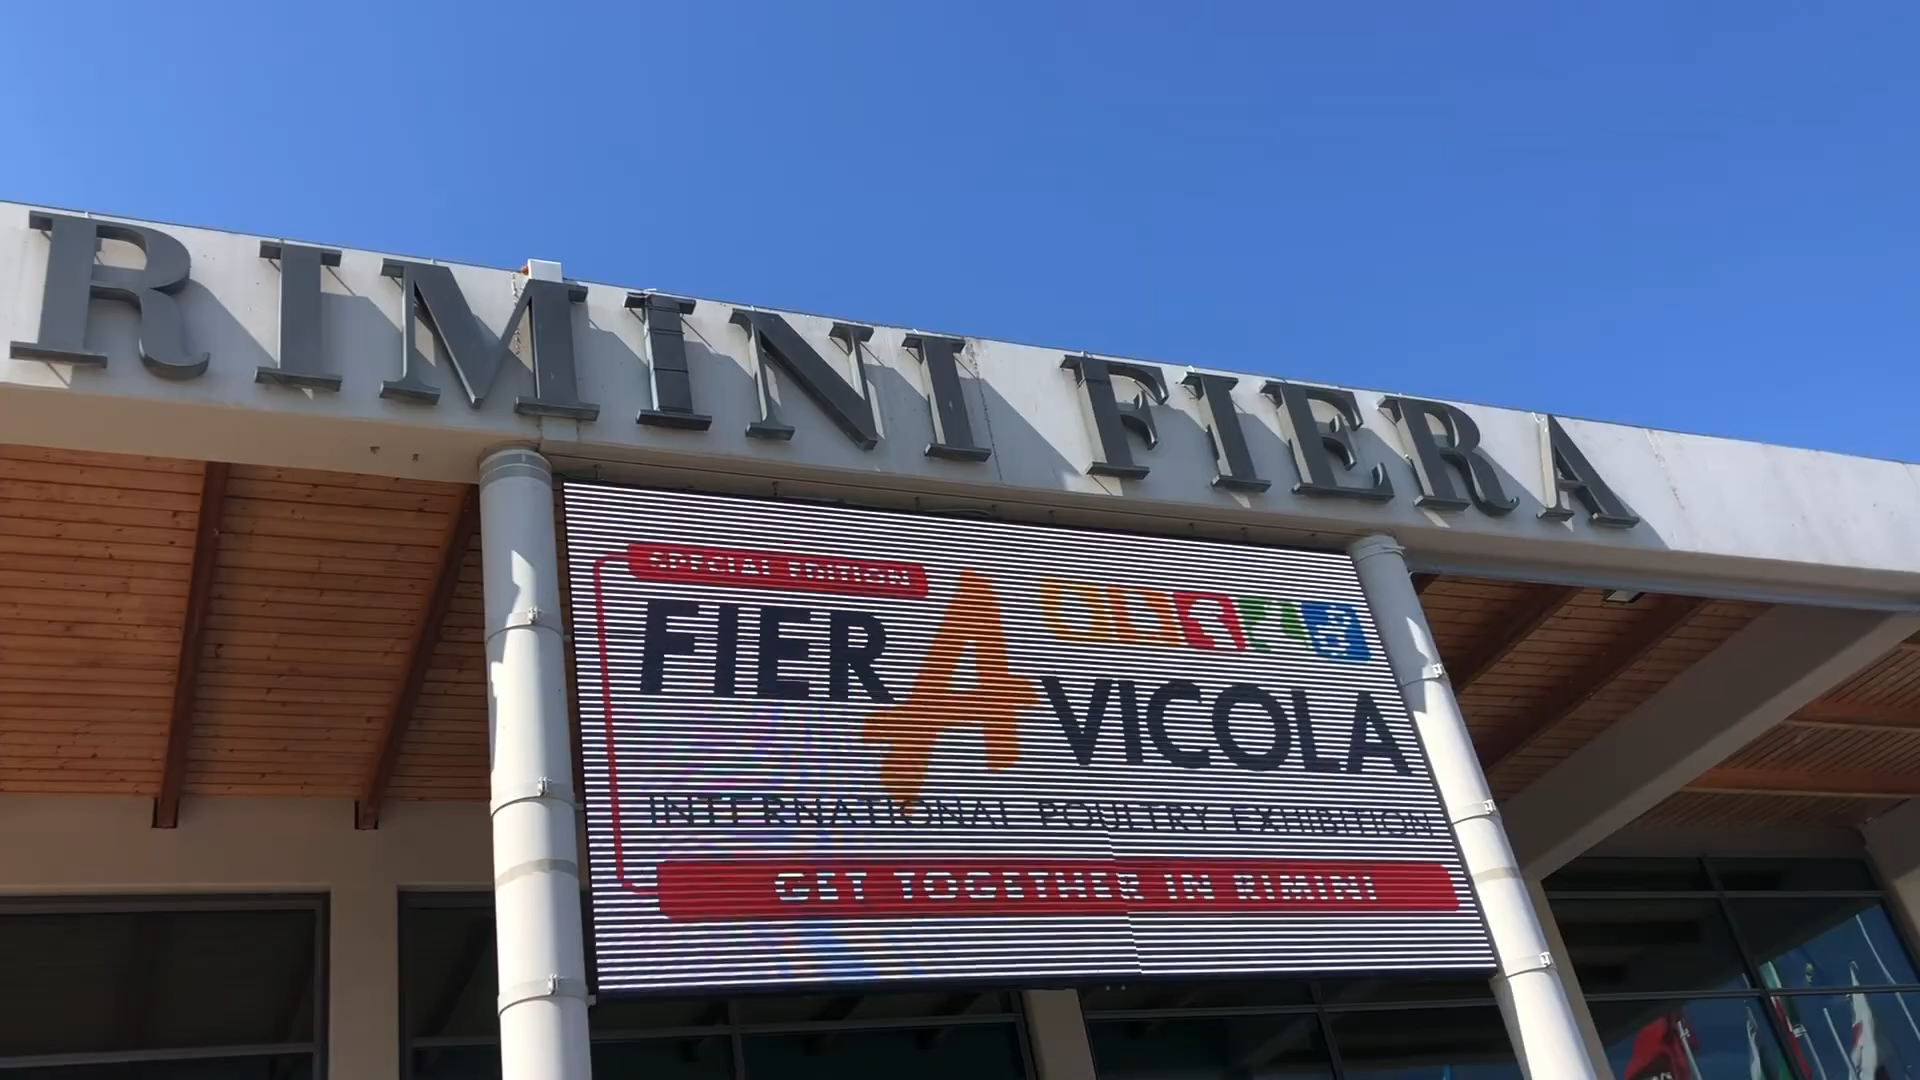 RIMINI FIERA
SPECIAL EDITION
FIERAVICOLA
INTERNATIONAL POULTRY EXHIBITION
GET TOGETHER IN RIMINI